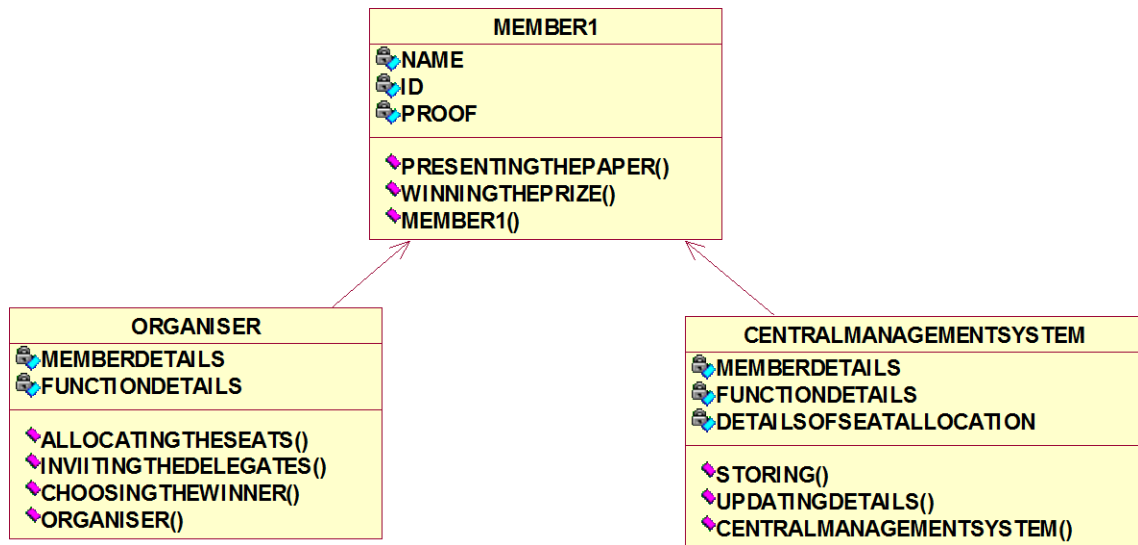 MEMBER1
NAME
ID
PROOF
PRESENTINGTHEPAPER()
WINNINGTHEPRIZE()
MEMBER1()
ORGANISER
MEMBERDETAILS
FUNCTIONDETAILS
ALLOCATINGTHESEATS()
INVIITINGTHEDELEGATES()
CHOOSINGTHEWINNER()
ORGANISER()
CENTRALMANAGEMENTSYSTEM
MEMBERDETAILS
FUNCTIONDETAILS
DETAILSOFSEATALLOCATION
STORING()
UPDATINGDETAILS()
CENTRALMANAGEMENTSYSTEM()